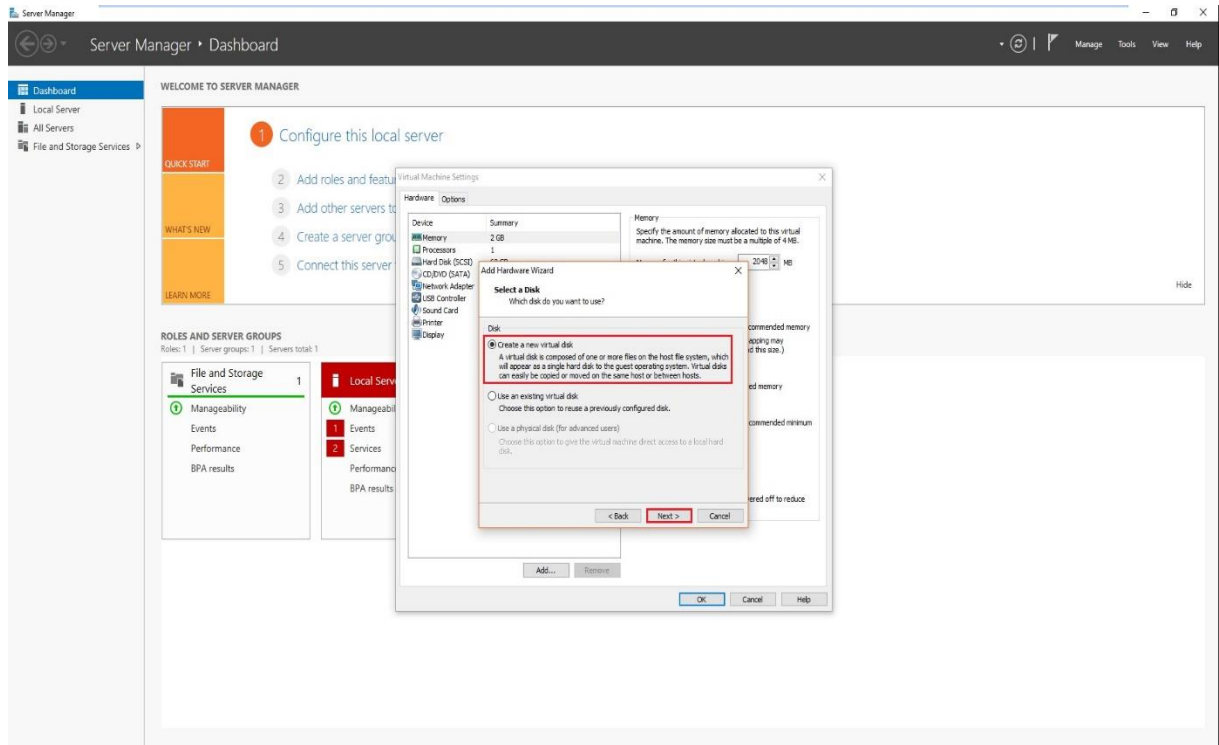 Server Manager
Server Manager • Dashboard
Manage Tools View Help
Dashboard
Local Server
All Servers
File and Storage Services
WELCOME TO SERVER MANAGER
QUICK START
WHAT'S NEW
LEARN MORE
1 Configure this local server
2 Add roles and featu
3 Add other servers to
4 Create a server grou
5 Connect this server
Hide
ROLES AND SERVER GROUPS
Roles: 1 | Server groups: 1 | Servers total: 1
File and Storage Services 1
Manageability
Events
Performance
BPA results
Local Serv
Manageabil
1 Events
2 Services
Performanc
BPA results
Virtual Machine Settings
Hardware Options
Device Summary
Memory 2 GB
Processors 1
Hard Disk (SCSI)
CD/DVD (SATA)
Network Adapter
USB Controller
Sound Card
Printer
Display
Add... Remove
Memory
Specify the amount of memory allocated to this virtual
machine. The memory size must be a multiple of 4 MB.
2048 MB
commended memory
apping may
d this size.)
ed memory
commended minimum
ered off to reduce
OK Cancel Help
Add Hardware Wizard
Select a Disk
Which disk do you want to use?
Disk
Create a new virtual disk
A virtual disk is composed of one or more files on the host file system, which
will appear as a single hard disk to the guest operating system. Virtual disks
can easily be copied or moved on the same host or between hosts.
Use an existing virtual disk
Choose this option to reuse a previously configured disk.
Use a physical disk (for advanced users)
Choose this option to give the virtual machine direct access to a local hard
disk.
< Back Next > Cancel